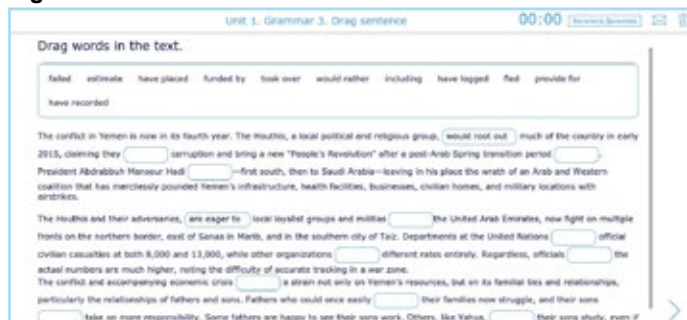 Unit 1. Grammar 3. Drag sentence 00:00
Drag words in the text.
failed estimate have placed funded by took over would rather including have logged fled provide for
have recorded
The conflict in Yemen is now in its fourth year. The Houthis, a local political and religious group, would root out much of the country in early
2015, claiming they corruption and bring a new "People's Revolution" after a post-Arab Spring transition period .
President Abdrabbuh Mansour Hadi —first south, then to Saudi Arabia—leaving in his place the wrath of an Arab and Western
coalition that has mercilessly pounded Yemen's infrastructure, health facilities, businesses, civilian homes, and military locations with
airstrikes.
The Houthis and their adversaries, are eager to local loyalist groups and militias the United Arab Emirates, now fight on multiple
fronts on the northern border, east of Sanaa in Marib, and in the southern city of Taiz. Departments at the United Nations official
civilian casualties at both 8,000 and 13,000, while other organizations different rates entirely. Regardless, officials the
actual numbers are much higher, noting the difficulty of accurate tracking in a war zone.
The conflict and accompanying economic crisis a strain not only on Yemen's resources, but on its familial ties and relationships,
particularly the relationships of fathers and sons. Fathers who could once easily their families now struggle, and their sons
take on more responsibility. Some fathers are happy to see their sons work. Others, like Yahya, their sons study, even if